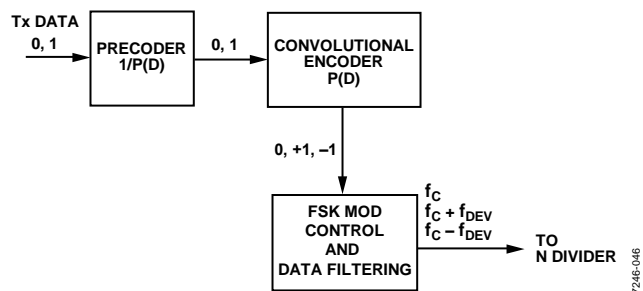 Tx DATA
0, 1
PRECODER
1/P(D)
0, 1
CONVOLUTIONAL
ENCODER
P(D)
0, +1, –1
FSK MOD
CONTROL
AND
DATA FILTERING
fC
fC + fDEV
fC – fDEV
TO
N DIVIDER
7246-046